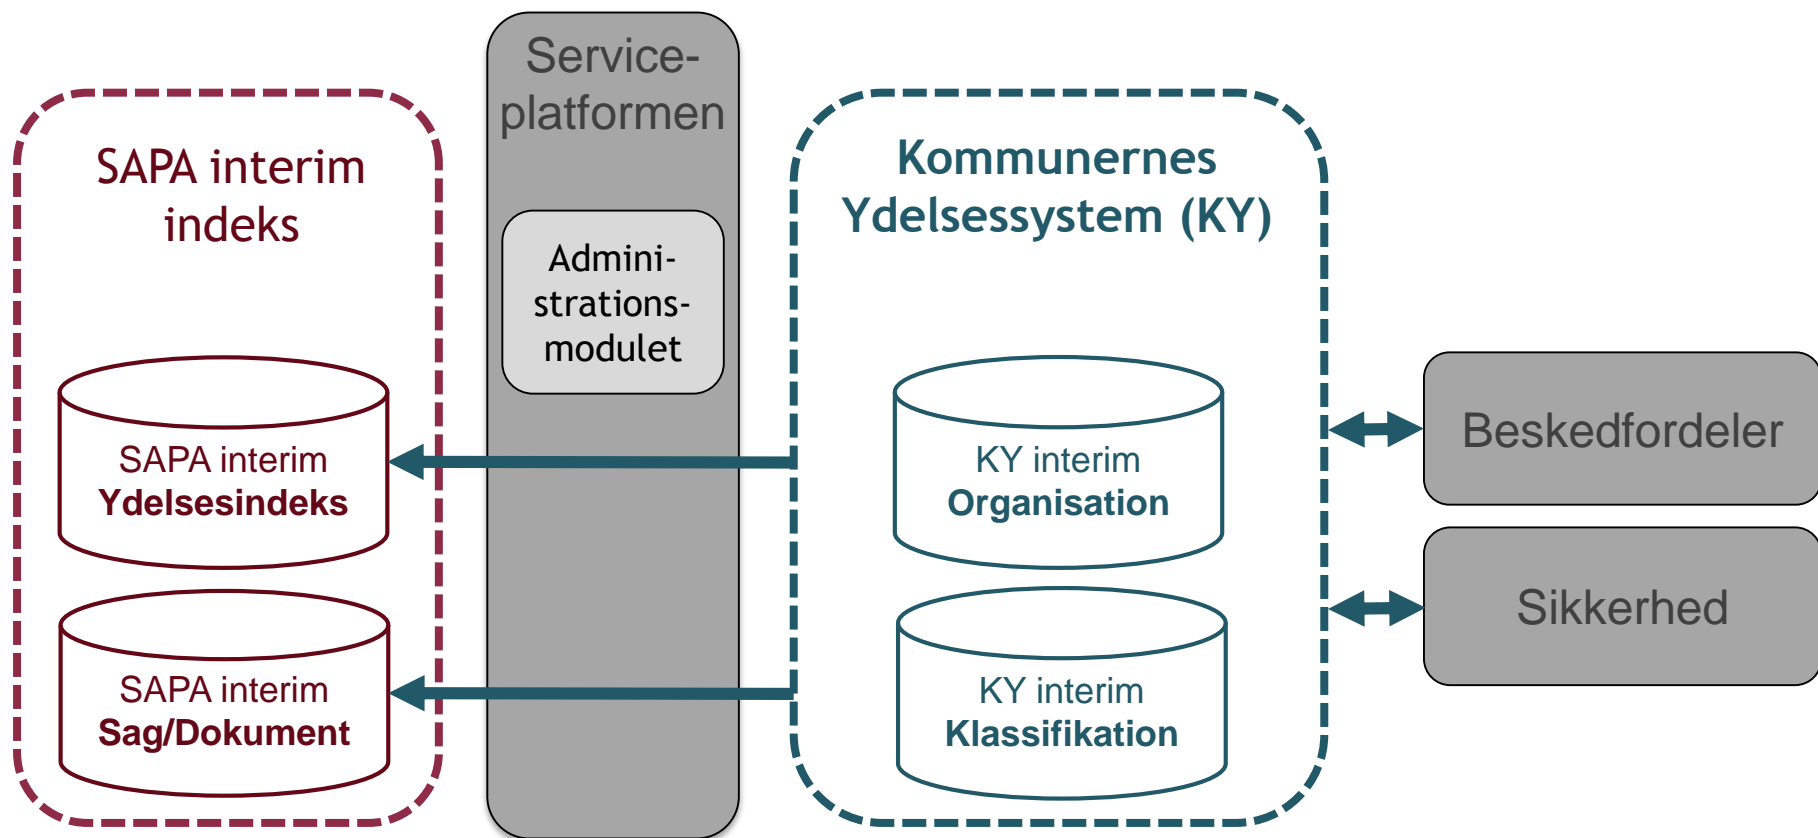 SAPA interim
indeks
SAPA interim
Ydelsesindeks
SAPA interim
Sag/Dokument
Service-
platformen
Admini-
strations-
modulet
Kommunernes
Ydelsessystem (KY)
KY interim
Organisation
KY interim
Klassifikation
Beskedfordeler
Sikkerhed